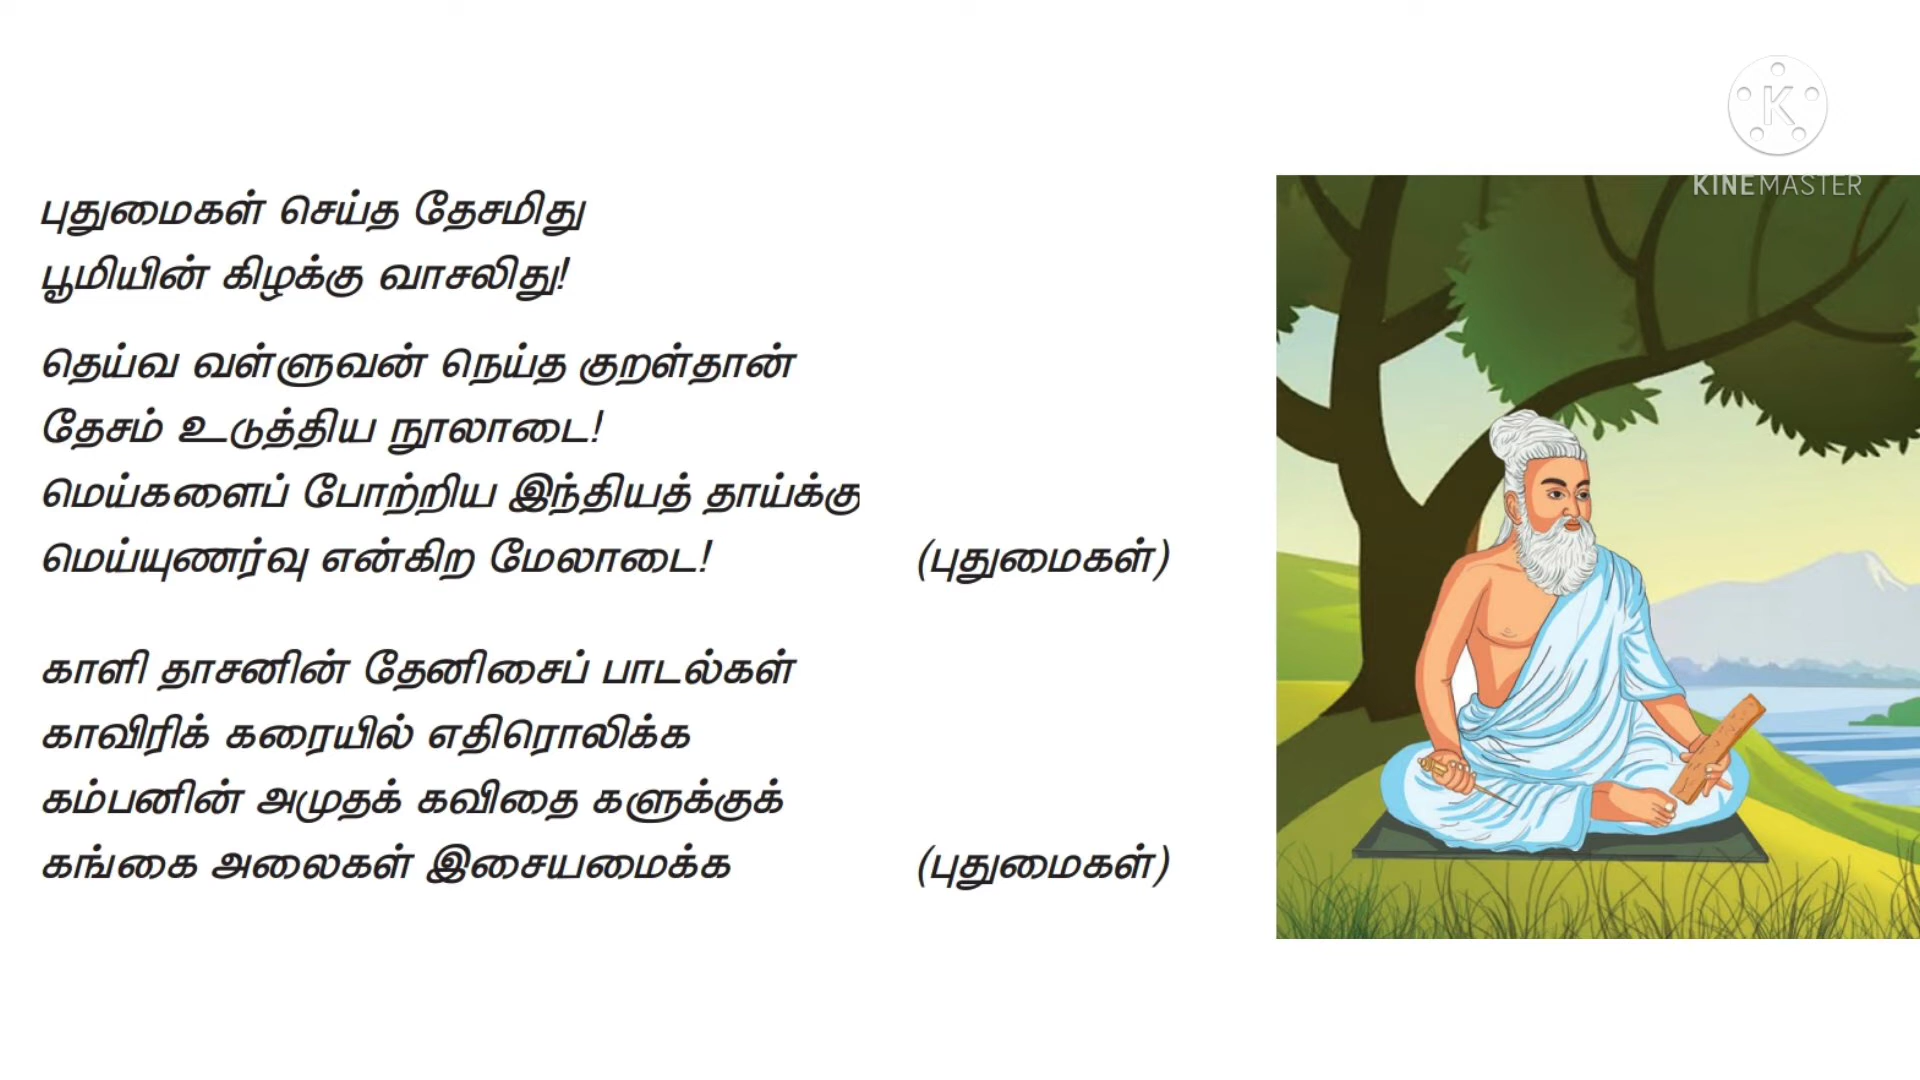 K
KINEMASTER
புதுமைகள் செய்த தேசமிது
பூமியின் கிழக்கு வாசலிது!
தெய்வ வள்ளுவன் நெய்த குறள்தான்
தேசம் உடுத்திய நூலாடை!
மெய்களைப் போற்றிய இந்தியத் தாய்க்கு
மெய்யுணர்வு என்கிற மேலாடை! (புதுமைகள்)
காளி தாசனின் தேனிசைப் பாடல்கள்
காவிரிக் கரையில் எதிரொலிக்க
கம்பனின் அமுதக் கவிதை களுக்குக்
கங்கை அலைகள் இசையமைக்க (புதுமைகள்)